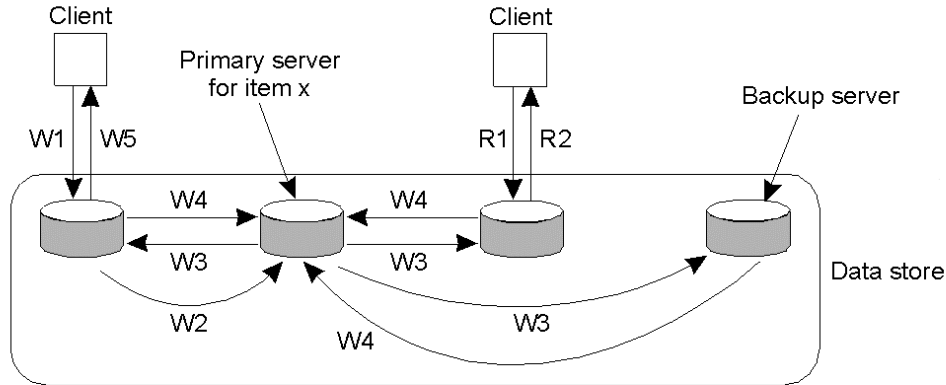 Client
Client
Primary server
for item x
Backup server
W1
W5
R1
R2
W4
W4
W3
W3
Data store
W2
W3
W4